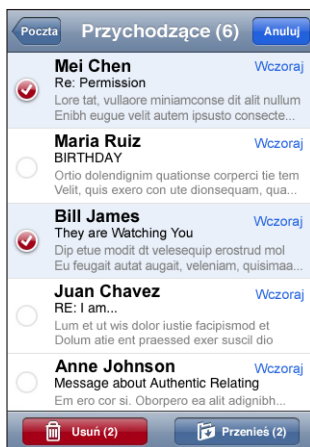 Poczta
Przychodzące (6)
Anuluj
Mei Chen
Wczoraj
Re: Permission
Lore tat, vullaore miniamconse dit alit nullum
Enibh eugue velit autem ipsusto consecte...
Maria Ruiz
Wczoraj
BIRTHDAY
Ortio dolendignim quationse corperci tie tem
Velit, quis exero con ute dionsequam, qua...
Bill James
Wczoraj
They are Watching You
Dip etue modit dt velesequip erostrud mol
Eu feugait autat augait, veleniam, quisimaa...
Juan Chavez
Wczoraj
RE: I am...
Lum et ut wis dolor iustie facipismod et
Dolum atie ent praessed exer suscil dio
Anne Johnson
Wczoraj
Message about Authentic Relating
Em ero cor si. Oborpero ea alit adignibh...
Usuń (2)
Przenieś (2)